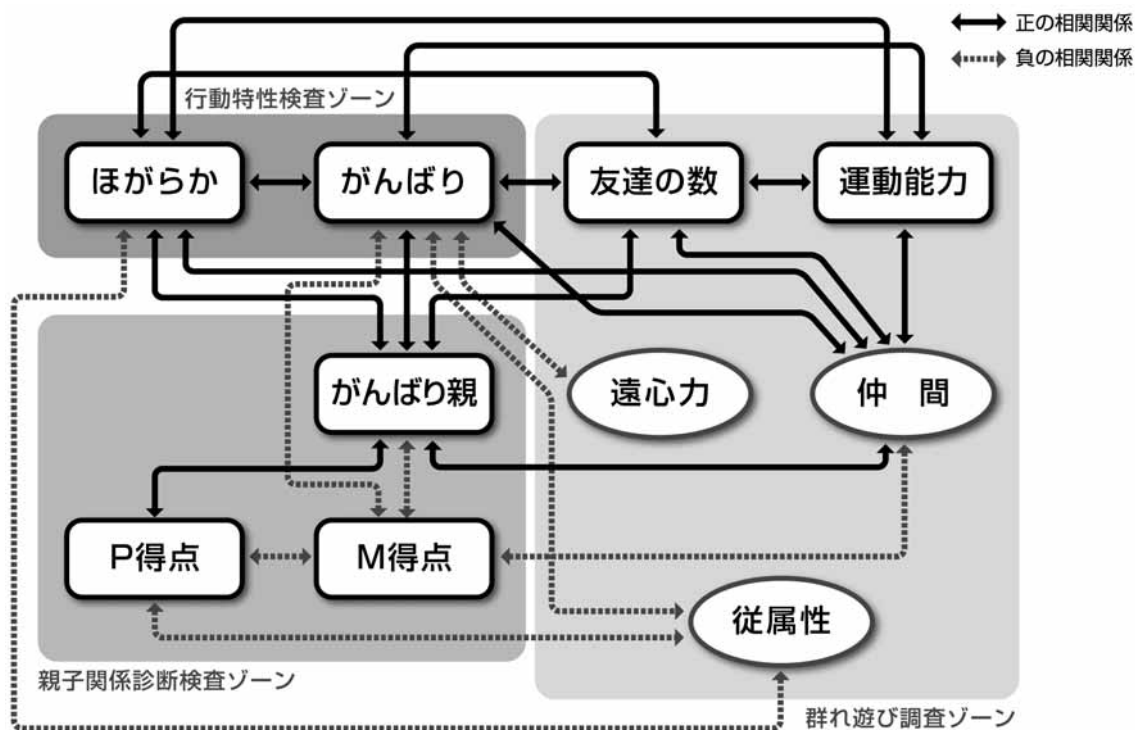 正の相関関係
負の相関関係
行動特性検査ゾーン
ほがらか
がんばり
友達の数
運動能力
がんばり親
遠心力
仲 間
P得点
M得点
従属性
親子関係診断検査ゾーン
群れ遊び調査ゾーン